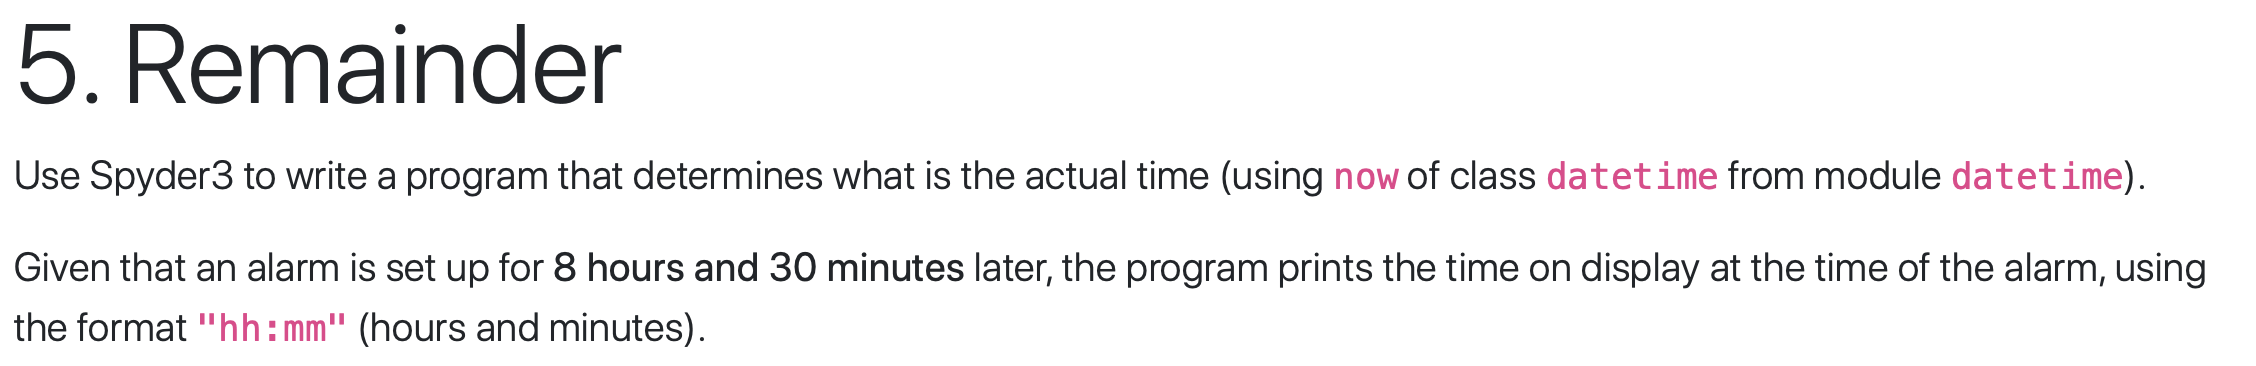 5. Remainder
Use Spyder3 to write a program that determines what is the actual time (using now of class datetime from module datetime).
Given that an alarm is set up for 8 hours and 30 minutes later, the program prints the time on display at the time of the alarm, using
the format "hh:mm" (hours and minutes).